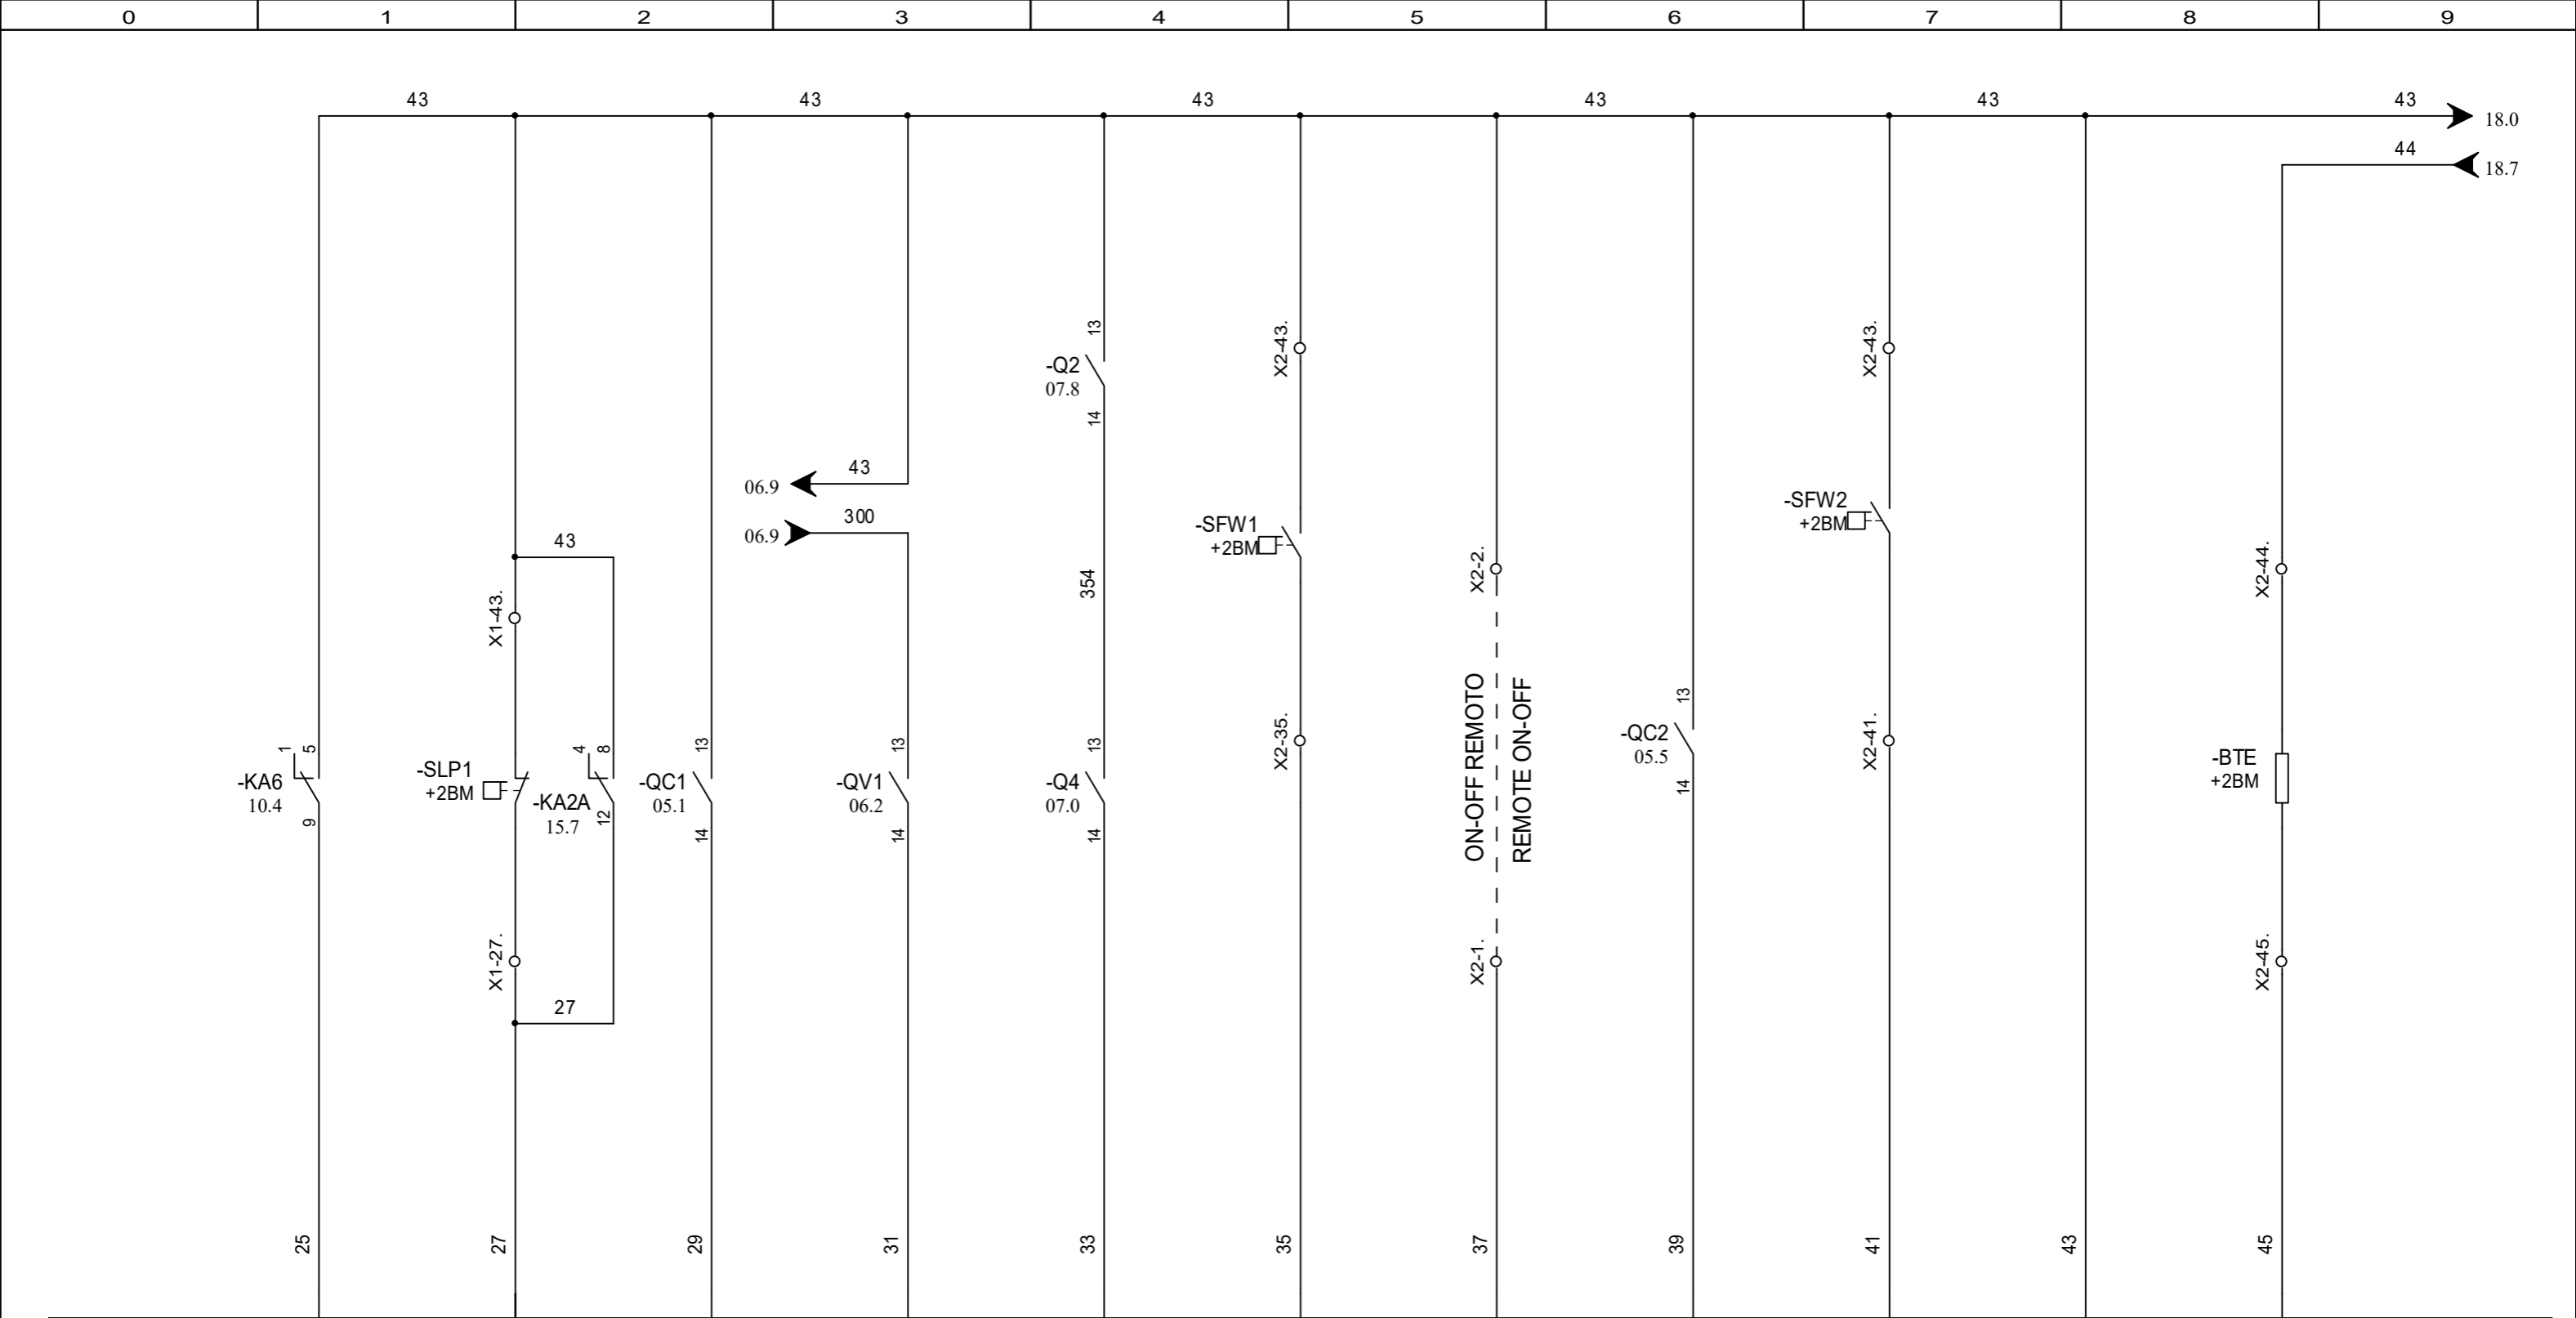 0 1 2 3 4 5 6 7 8 9
43 43 43 43 43 43
18.0
44
18.7
13
-Q2
07.8
14
X2-43.
X2-43.
43
06.9
300
06.9
-SFW1
+2BM
-SFW2
+2BM
43
X1-43.
354
X2-2.
X2-44.
1 5
-KA6
10.4
9
-SLP1
+2BM
4 8
-KA2A
15.7
12
13
-QC1
05.1
14
13
-QV1
06.2
14
13
-Q4
07.0
14
X2-35.
ON-OFF REMOTO
REMOTE ON-OFF
13
-QC2
05.5
14
X2-41.
-BTE
+2BM
X1-27.
X2-1.
X2-45.
27
25 27 29 31 33 35 37 39 41 43 45